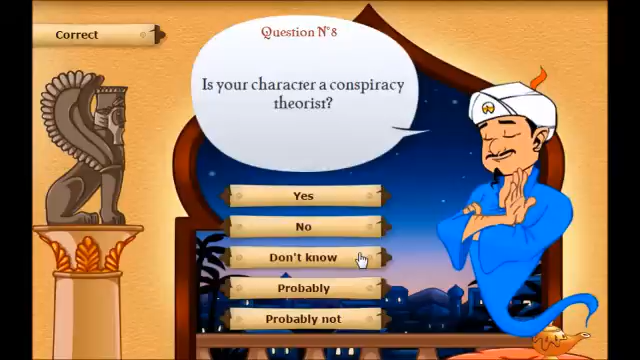 Correct
Question N°8
Is your character a conspiracy
theorist?
Yes
No
Don't know
Probably
Probably not